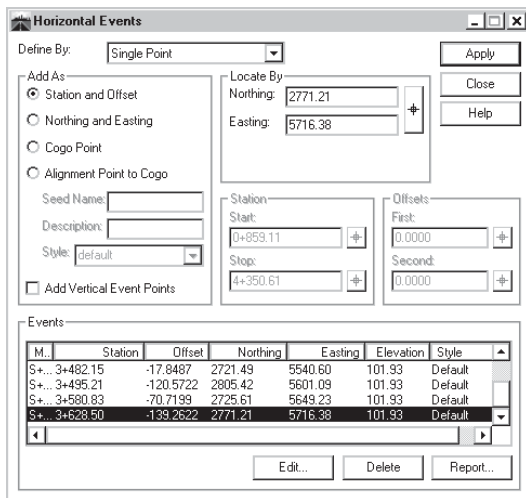 Horizontal Events
Define By: Single Point
Apply
Close
Help
Add As
Station and Offset
Northing and Easting
Cogo Point
Alignment Point to Cogo
Seed Name:
Description:
Style: default
Add Vertical Event Points
Locate By
Northing: 2771.21
Easting: 5716.38
Station
Start:
0+859.11
Stop:
4+350.61
Offsets
First:
0.0000
Second:
0.0000
Events
M.. Station Offset Northing Easting Elevation Style
S+... 3+482.15 -17.8487 2721.49 5540.60 101.93 Default
S+... 3+495.21 -120.5722 2805.42 5601.09 101.93 Default
S+... 3+580.83 -70.7199 2725.61 5649.23 101.93 Default
S+... 3+628.50 -139.2622 2771.21 5716.38 101.93 Default
Edit... Delete Report...